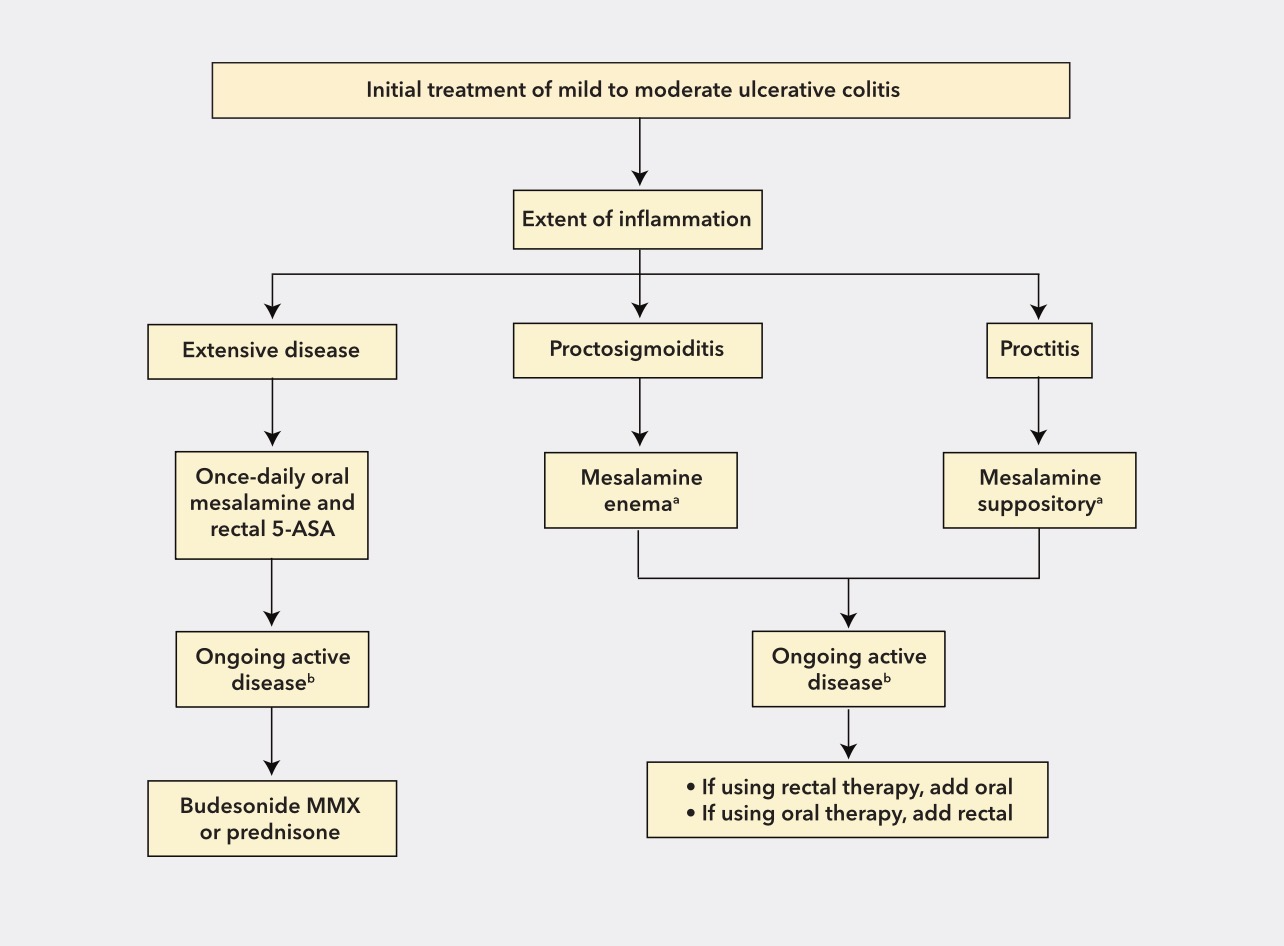 Initial treatment of mild to moderate ulcerative colitis
Extent of inflammation
Extensive disease
Proctosigmoiditis
Proctitis
Once-daily oral
mesalamine and
rectal 5-ASA
Mesalamine
enemaᵃ
Mesalamine
suppositoryᵃ
Ongoing active
diseaseᵇ
Ongoing active
diseaseᵇ
Budesonide MMX
or prednisone
• If using rectal therapy, add oral
• If using oral therapy, add rectal